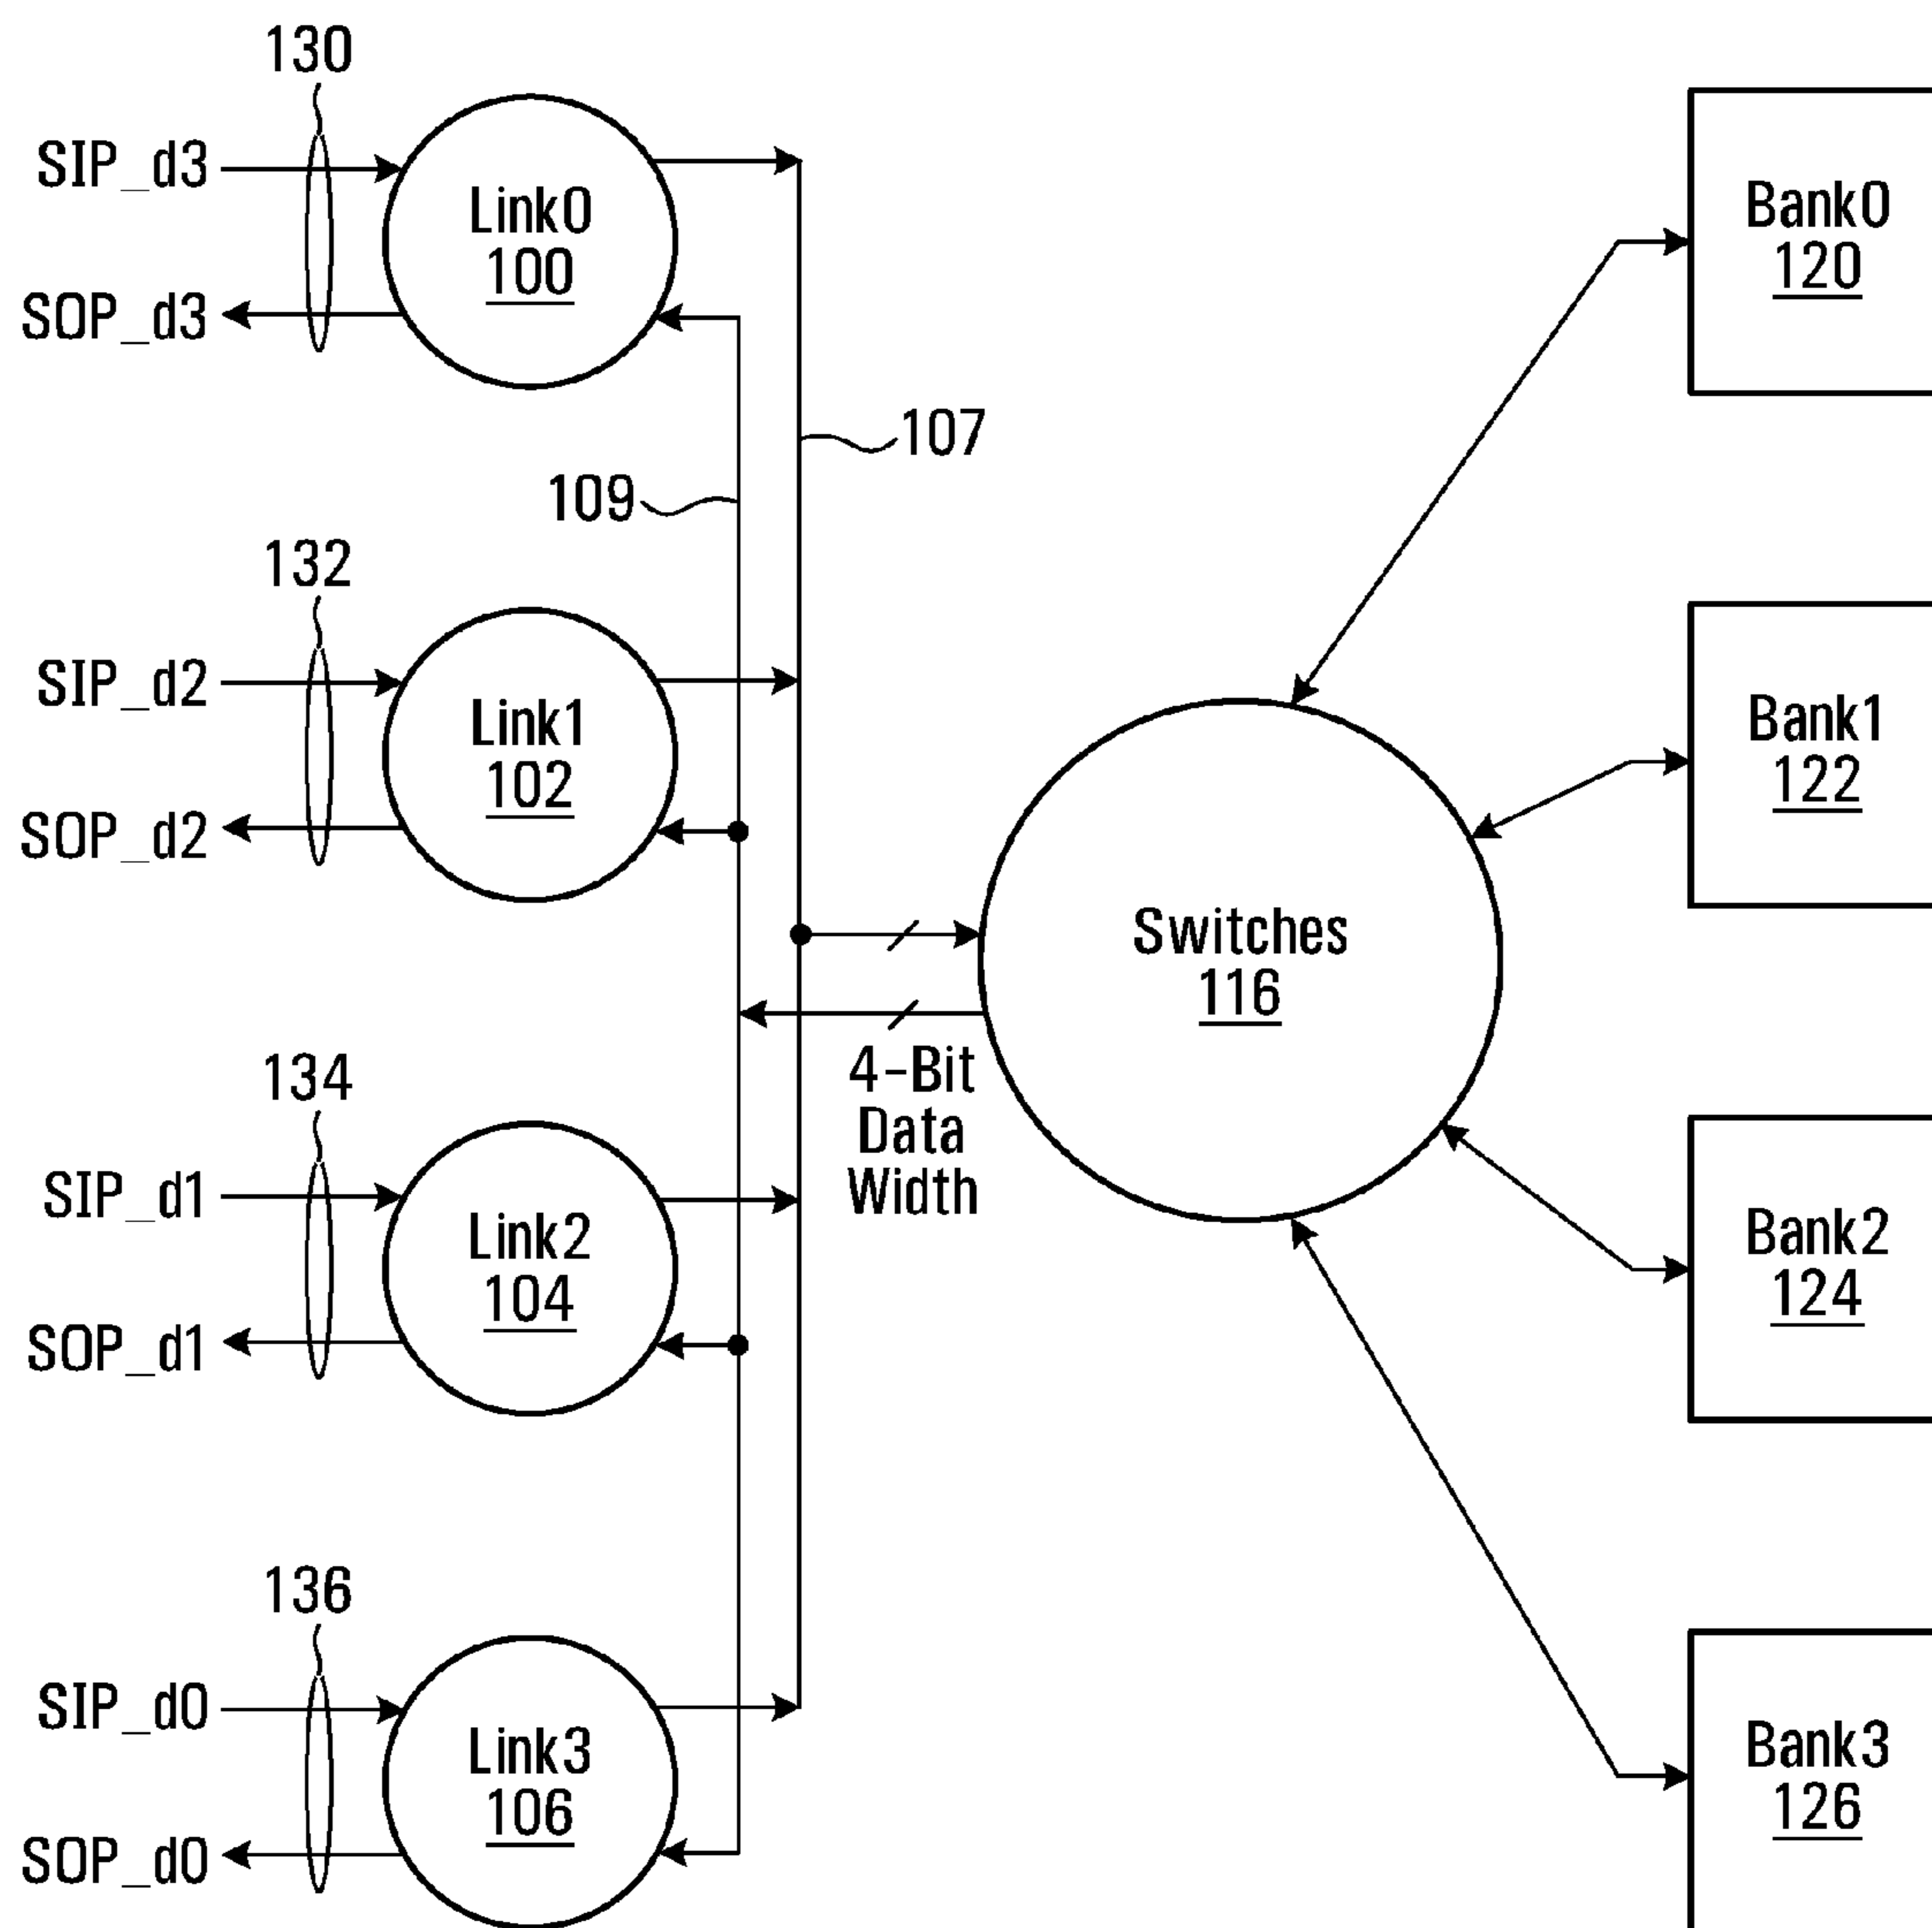 130
SIP_d3
SOP_d3
Link0
100
Bank0
120
107
109
132
SIP_d2
SOP_d2
Link1
102
Bank1
122
Switches
116
4-Bit
Data
Width
134
SIP_d1
SOP_d1
Link2
104
Bank2
124
136
SIP_d0
SOP_d0
Link3
106
Bank3
126